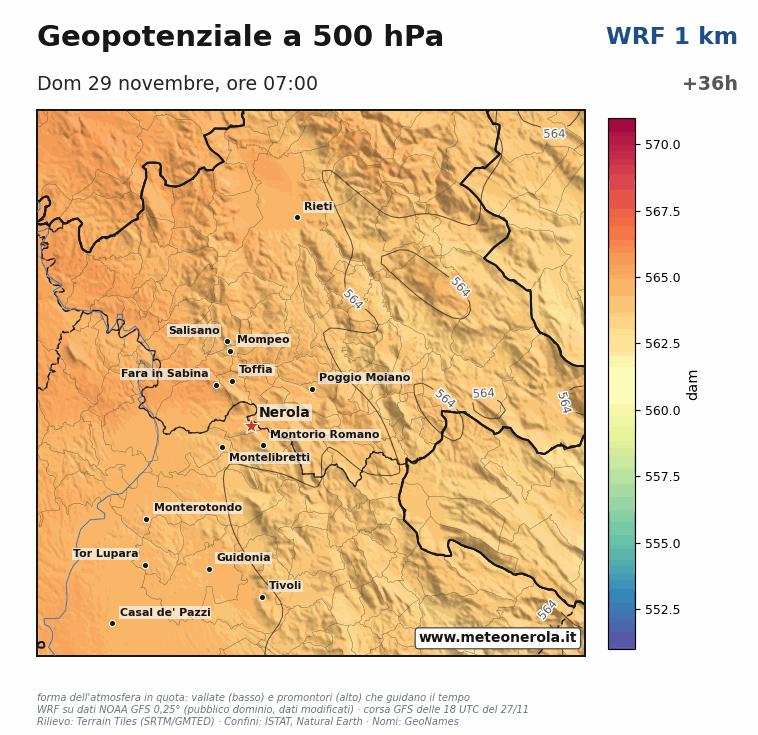 Geopotenziale a 500 hPa
WRF 1 km
Dom 29 novembre, ore 07:00
+36h
564
570.0
567.5
565.0
562.5
560.0
557.5
555.0
552.5
dam
Rieti
564
564
Salisano
Mompeo
Fara in Sabina
Toffia
Poggio Moiano
564
564
564
Nerola
Montorio Romano
Montelibretti
Monterotondo
Tor Lupara
Guidonia
Tivoli
Casal de' Pazzi
564
www.meteonerola.it
forma dell'atmosfera in quota: vallate (basso) e promontori (alto) che guidano il tempo
WRF su dati NOAA GFS 0,25° (pubblico dominio, dati modificati) · corsa GFS delle 18 UTC del 27/11
Rilievo: Terrain Tiles (SRTM/GMTED) · Confini: ISTAT, Natural Earth · Nomi: GeoNames